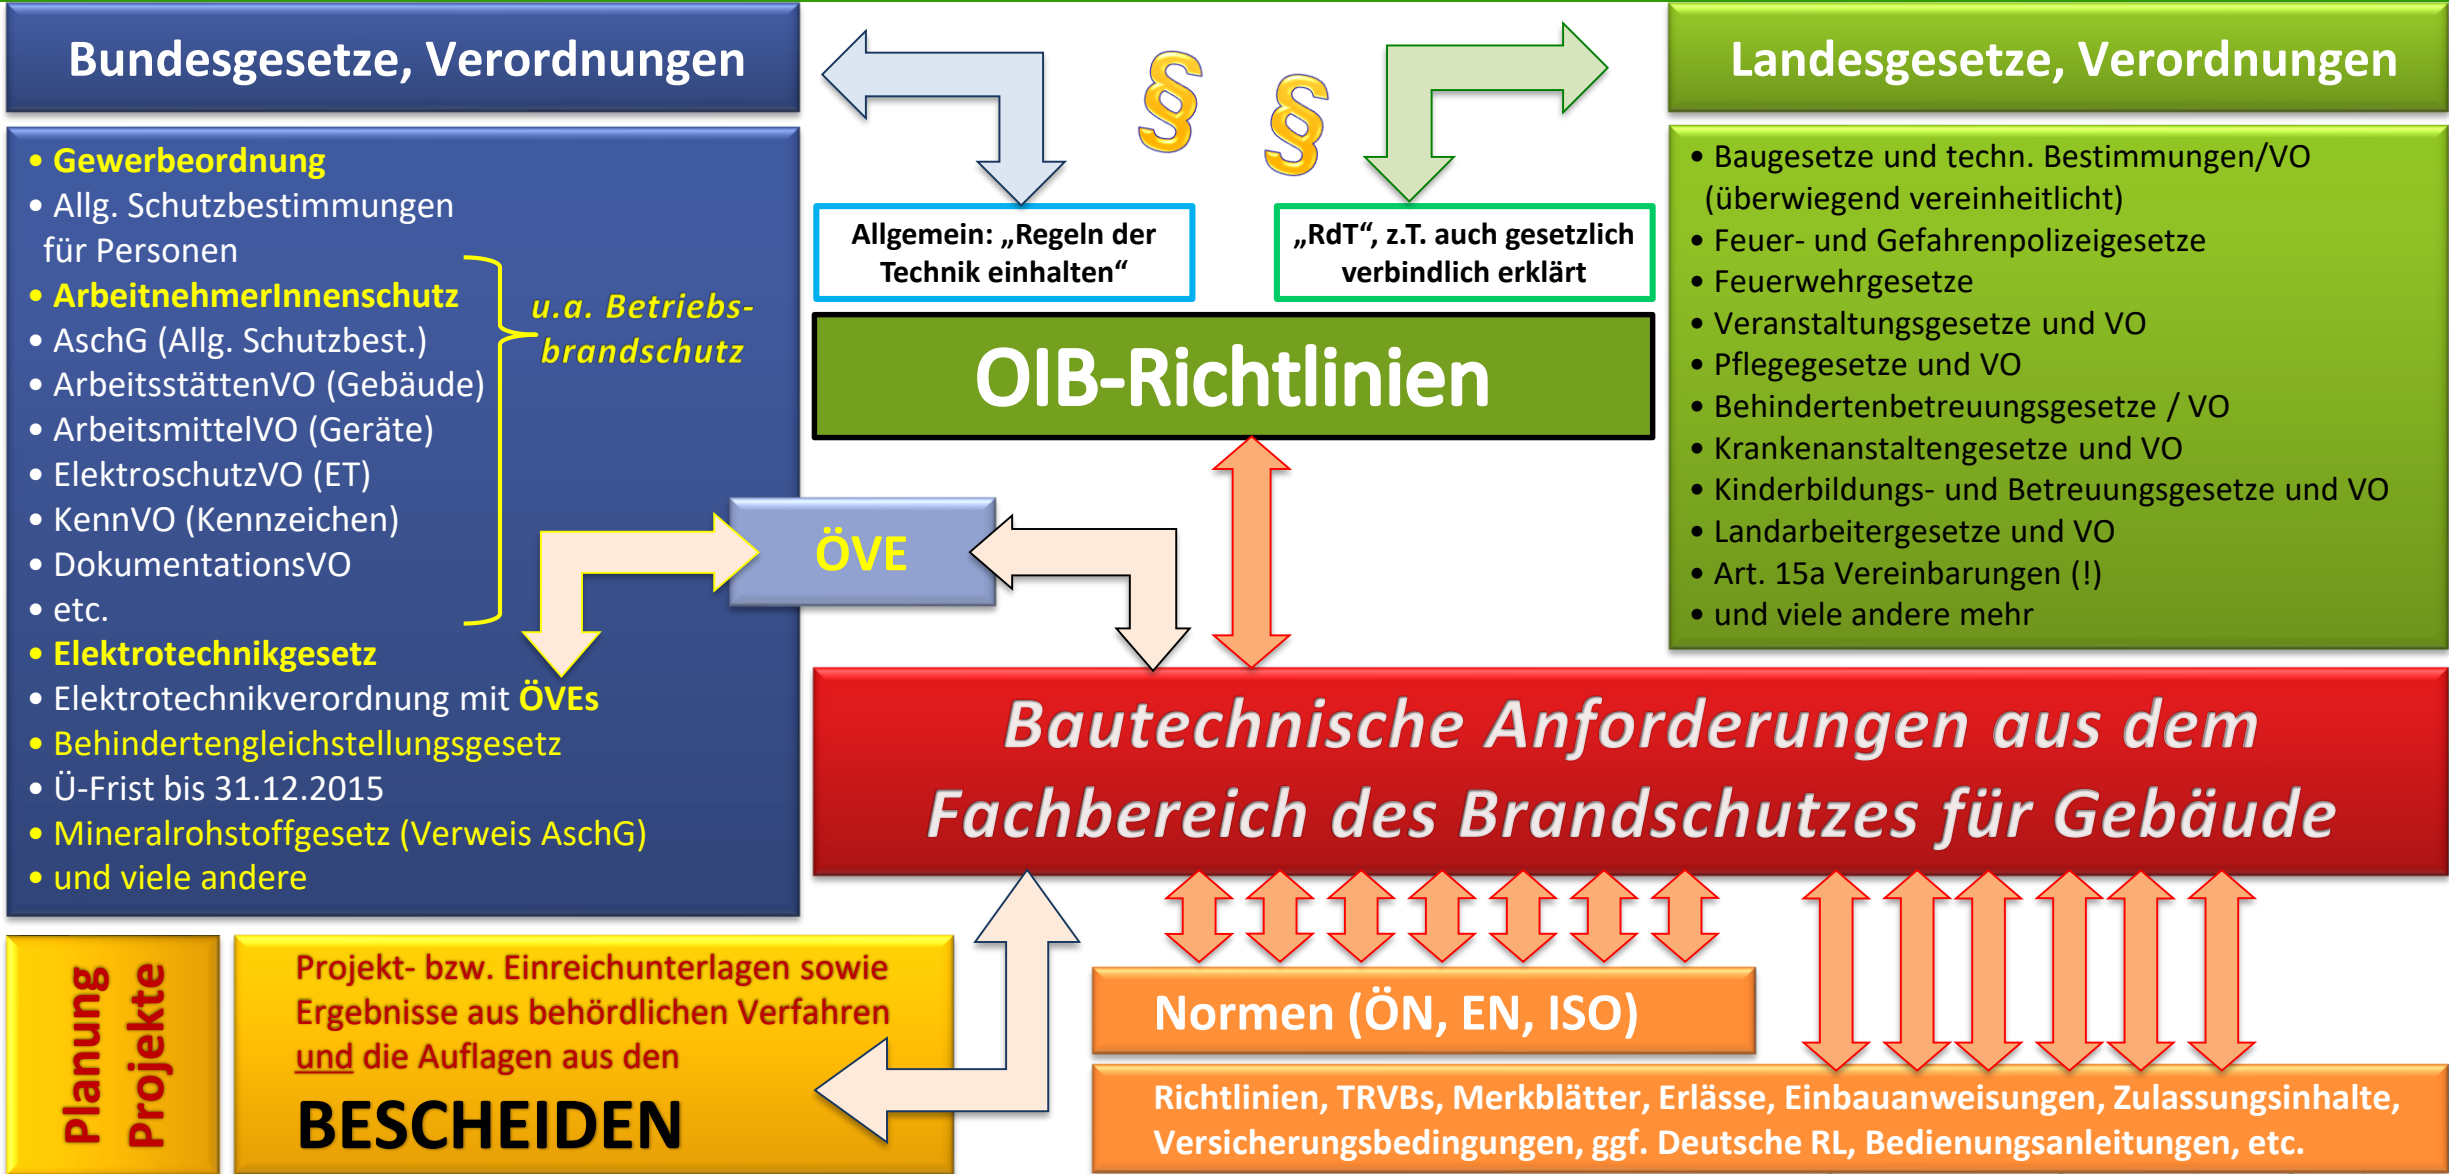 Bundesgesetze, Verordnungen
• Gewerbeordnung
• Allg. Schutzbestimmungen
für Personen
• ArbeitnehmerInnenschutz
• AschG (Allg. Schutzbest.)
• ArbeitsstättenVO (Gebäude)
• ArbeitsmittelVO (Geräte)
• ElektroschutzVO (ET)
• KennVO (Kennzeichen)
• DokumentationsVO
• etc.
• Elektrotechnikgesetz
• Elektrotechnikverordnung mit ÖVEs
• Behindertengleichstellungsgesetz
• Ü-Frist bis 31.12.2015
• Mineralrohstoffgesetz (Verweis AschG)
• und viele andere
u.a. Betriebs-
brandschutz
§ §
Allgemein: „Regeln der
Technik einhalten“
„RdT“, z.T. auch gesetzlich
verbindlich erklärt
OIB-Richtlinien
ÖVE
Landesgesetze, Verordnungen
• Baugesetze und techn. Bestimmungen/VO
(überwiegend vereinheitlicht)
• Feuer- und Gefahrenpolizeigesetze
• Feuerwehrgesetze
• Veranstaltungsgesetze und VO
• Pflegegesetze und VO
• Behindertenbetreuungsgesetze / VO
• Krankenanstaltengesetze und VO
• Kinderbildungs- und Betreuungsgesetze und VO
• Landarbeitergesetze und VO
• Art. 15a Vereinbarungen (!)
• und viele andere mehr
Bautechnische Anforderungen aus dem
Fachbereich des Brandschutzes für Gebäude
Planung
Projekte
Projekt- bzw. Einreichunterlagen sowie
Ergebnisse aus behördlichen Verfahren
und die Auflagen aus den
BESCHEIDEN
Normen (ÖN, EN, ISO)
Richtlinien, TRVBs, Merkblätter, Erlässe, Einbauanweisungen, Zulassungsinhalte,
Versicherungsbedingungen, ggf. Deutsche RL, Bedienungsanleitungen, etc.